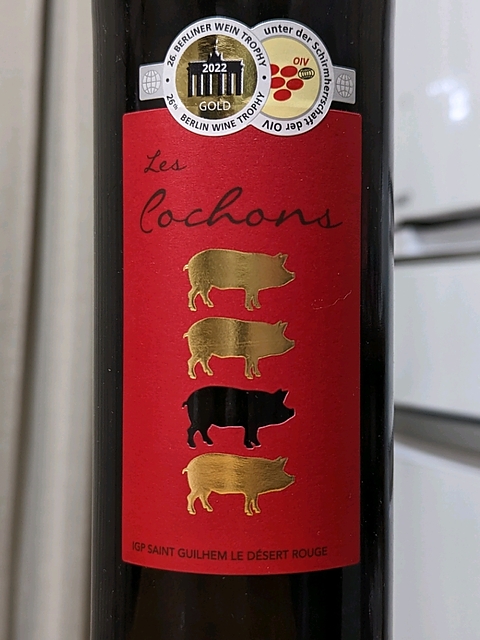 26. BERLINER WEIN TROPHY
2022
GOLD
26th BERLIN WINE TROPHY
unter der Schirmherrschaft der OIV
OIV
Les
Cochons
IGP SAINT GUILHEM LE DÉSERT ROUGE